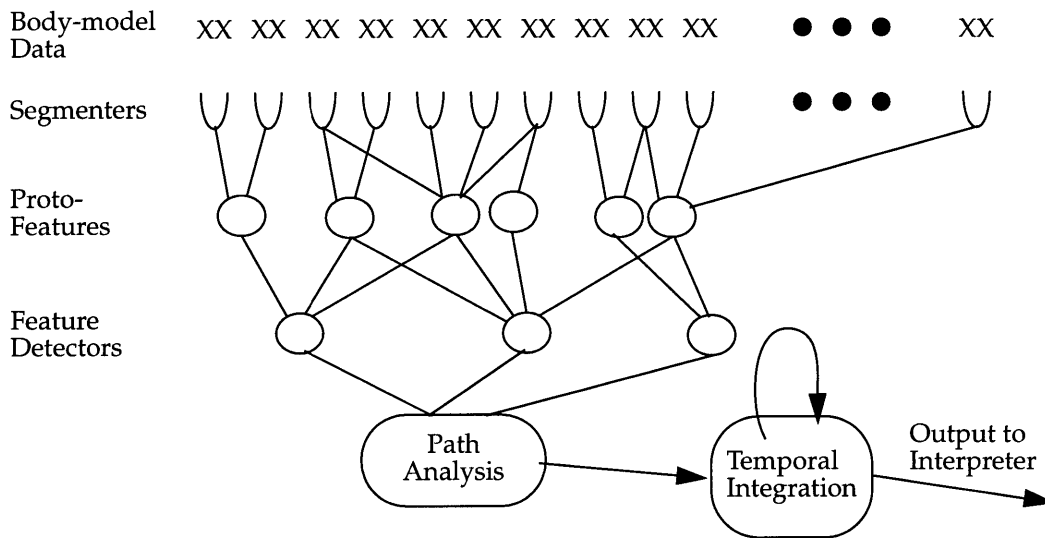 Body-model
Data
XX XX XX XX XX XX XX XX XX XX XX
Segmenters
Proto-
Features
Feature
Detectors
Path
Analysis
Temporal
Integration
Output to
Interpreter